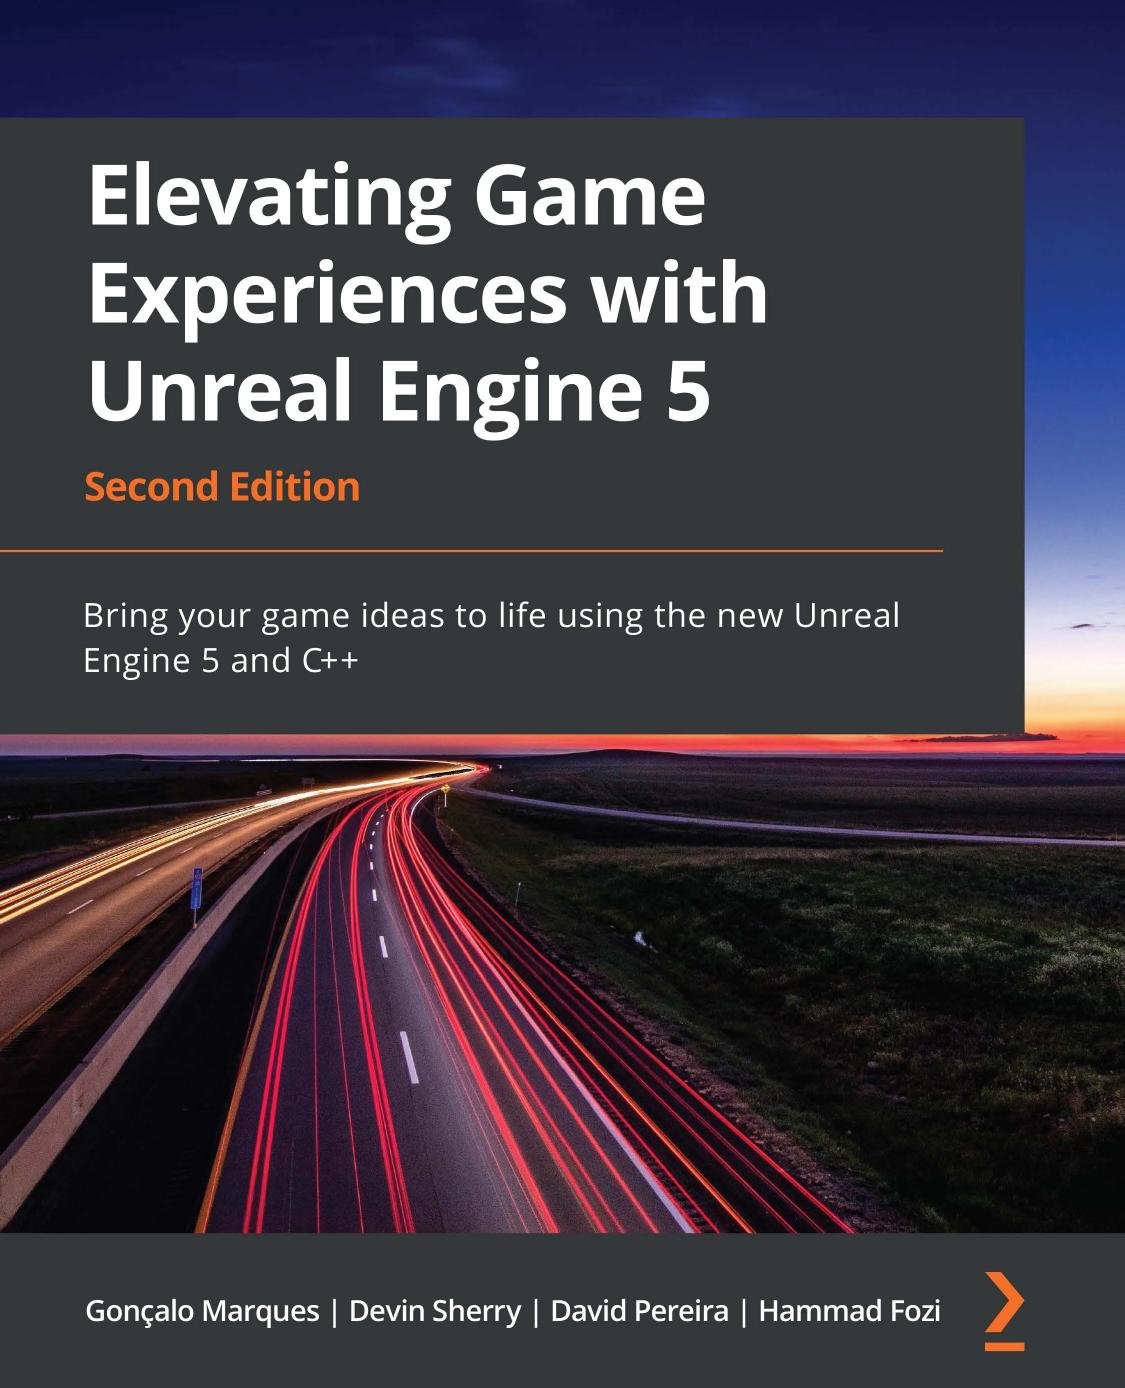 Elevating Game
Experiences with
Unreal Engine 5
Second Edition
Bring your game ideas to life using the new Unreal
Engine 5 and C++
Gonçalo Marques | Devin Sherry | David Pereira | Hammad Fozi